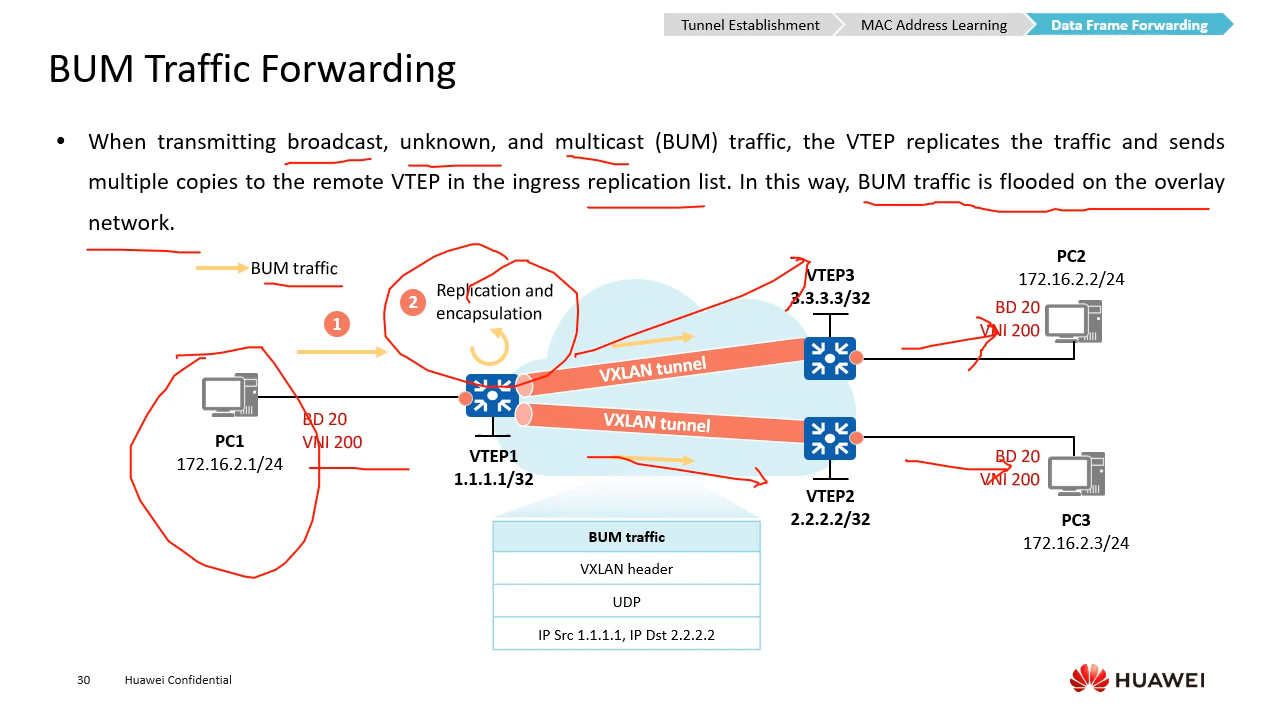 Tunnel Establishment
MAC Address Learning
Data Frame Forwarding
BUM Traffic Forwarding
• When transmitting broadcast, unknown, and multicast (BUM) traffic, the VTEP replicates the traffic and sends
multiple copies to the remote VTEP in the ingress replication list. In this way, BUM traffic is flooded on the overlay
network.
BUM traffic
1
2
Replication and
encapsulation
VTEP3
3.3.3.3/32
PC2
172.16.2.2/24
BD 20
VNI 200
VXLAN tunnel
VXLAN tunnel
PC1
172.16.2.1/24
BD 20
VNI 200
VTEP1
1.1.1.1/32
VTEP2
2.2.2.2/32
BD 20
VNI 200
PC3
172.16.2.3/24
BUM traffic
VXLAN header
UDP
IP Src 1.1.1.1, IP Dst 2.2.2.2
30
Huawei Confidential
HUAWEI